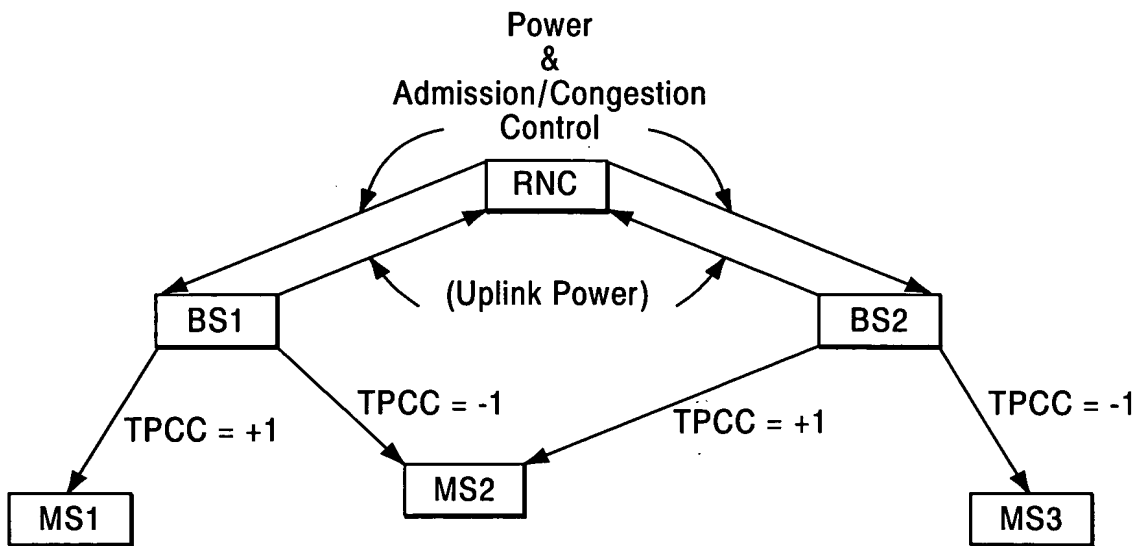 Power
&
Admission/Congestion
Control
RNC
(Uplink Power)
BS1
BS2
TPCC = +1
TPCC = -1
TPCC = +1
TPCC = -1
MS1
MS2
MS3